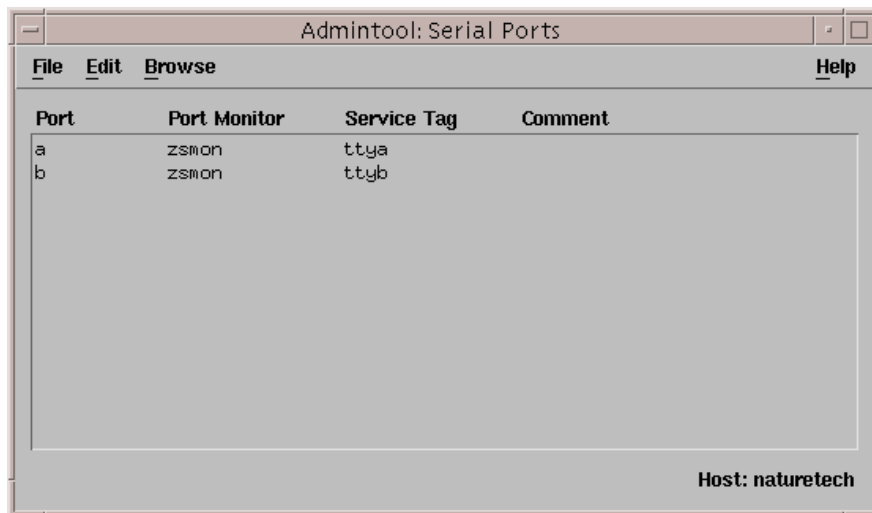 Admintool: Serial Ports
File Edit Browse Help
Port Port Monitor Service Tag Comment
a zsmon ttya
b zsmon ttyb
Host: naturetech